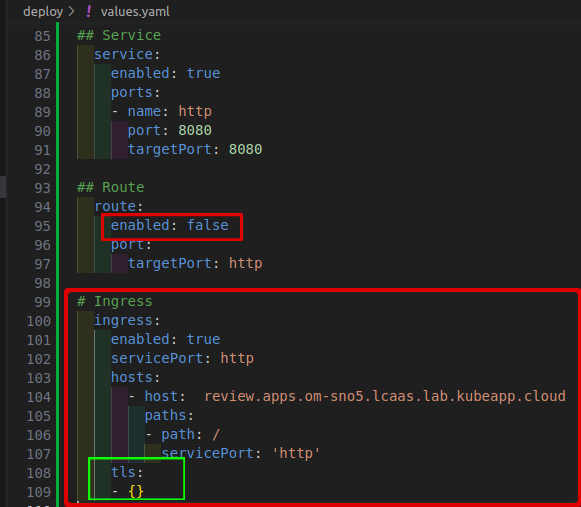 deploy > ! values.yaml
85 ## Service
86   service:
87     enabled: true
88     ports:
89     - name: http
90       port: 8080
91       targetPort: 8080
92
93 ## Route
94   route:
95     enabled: false
96     port:
97       targetPort: http
98
99 # Ingress
100   ingress:
101     enabled: true
102     servicePort: http
103     hosts:
104       - host:  review.apps.om-sno5.lcaas.lab.kubeapp.cloud
105         paths:
106         - path: /
107           servicePort: 'http'
108     tls:
109     - {}